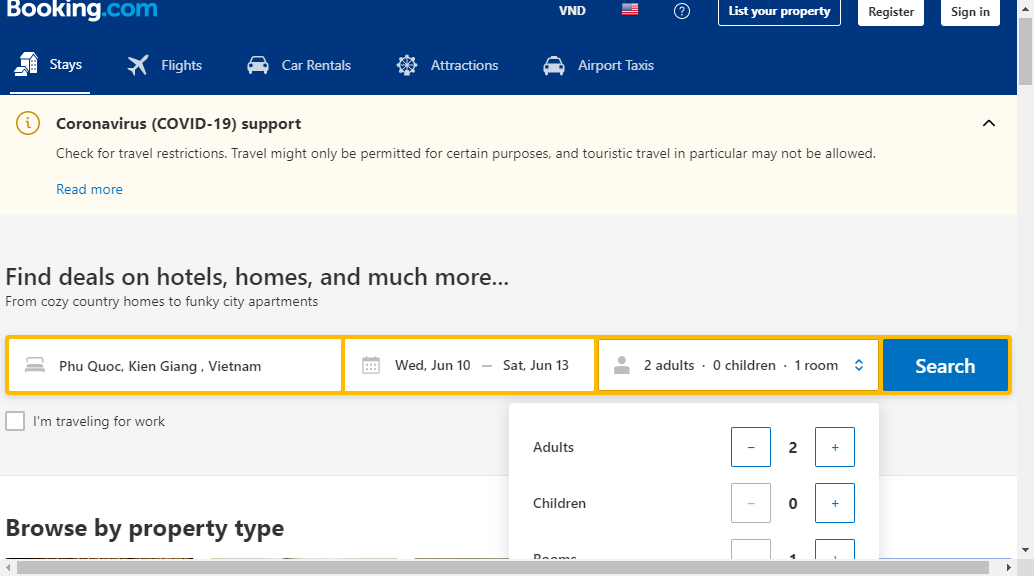 Booking.com
VND
List your property
Register
Sign in
Stays
Flights
Car Rentals
Attractions
Airport Taxis
Coronavirus (COVID-19) support
Check for travel restrictions. Travel might only be permitted for certain purposes, and touristic travel in particular may not be allowed.
Read more
Find deals on hotels, homes, and much more...
From cozy country homes to funky city apartments
Phu Quoc, Kien Giang , Vietnam
Wed, Jun 10 — Sat, Jun 13
2 adults · 0 children · 1 room
Search
I'm traveling for work
Adults
− 2 +
Children
− 0 +
Rooms
1 +
Browse by property type